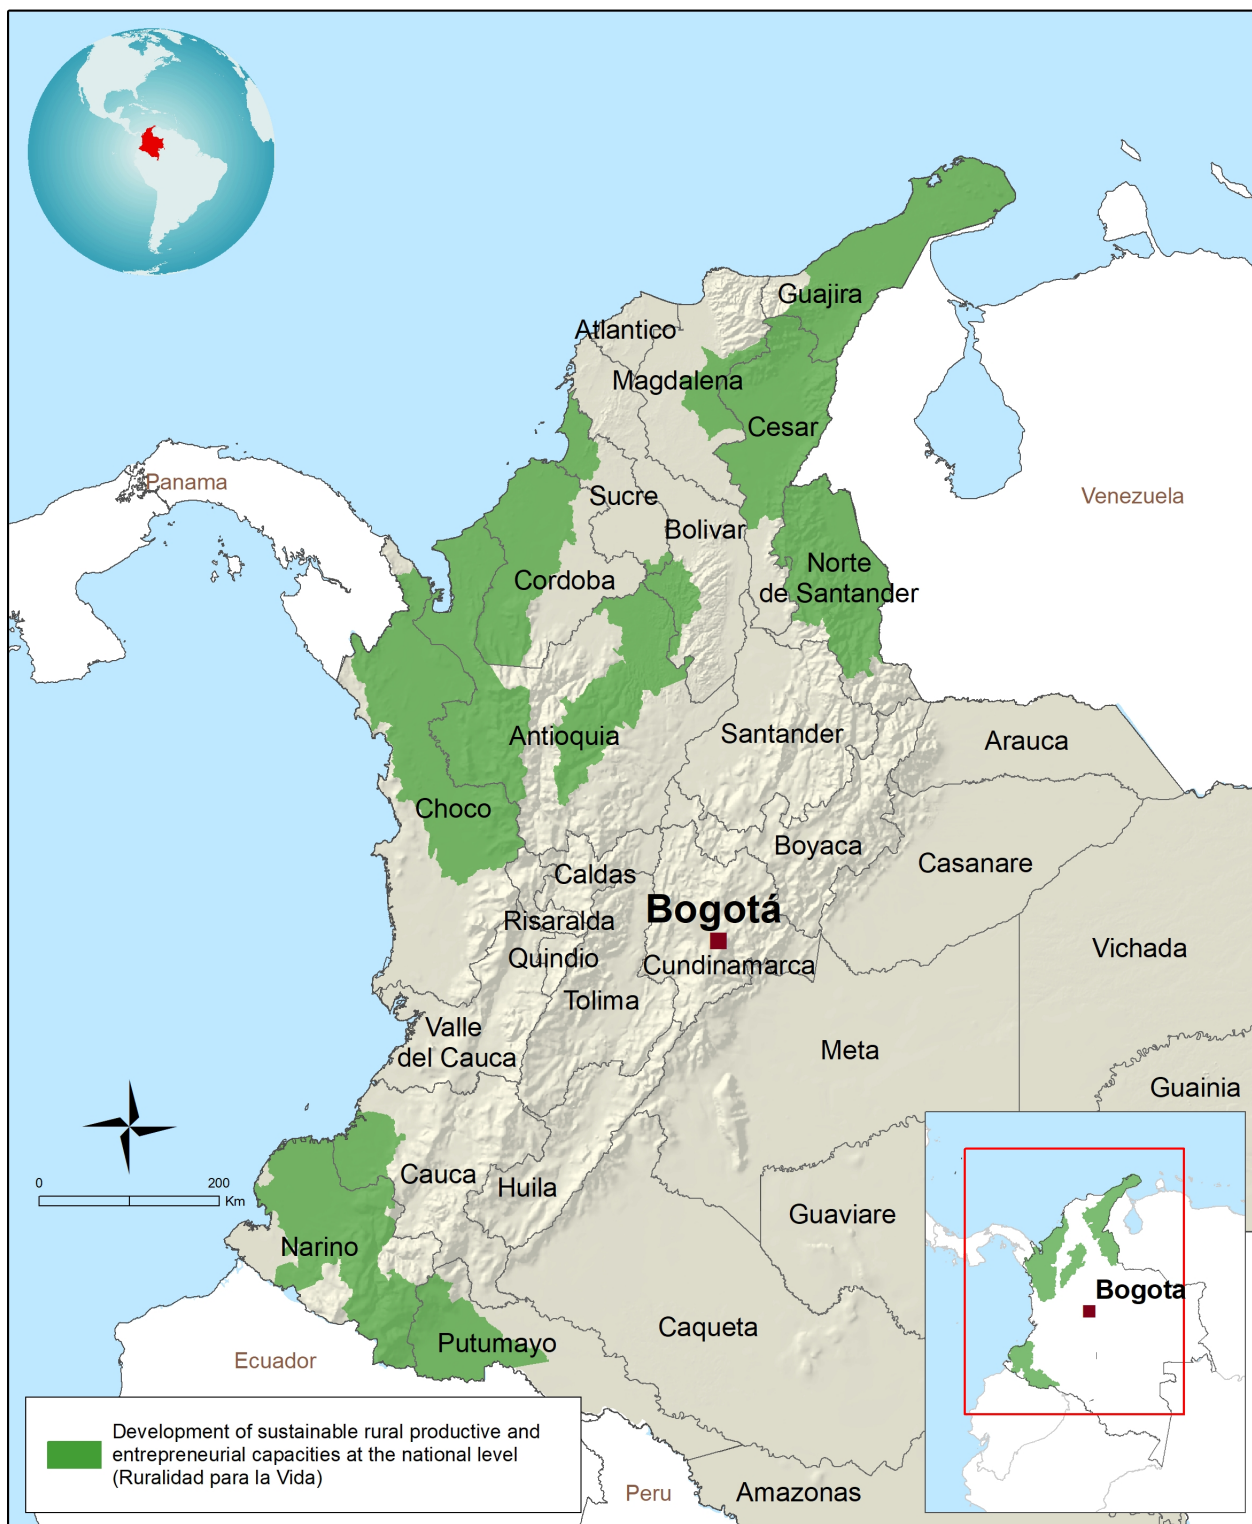 Guajira
Atlantico
Magdalena
Cesar
Panama
Sucre
Venezuela
Bolivar
Cordoba
Norte
de Santander
Antioquia
Santander
Arauca
Choco
Boyaca
Casanare
Caldas
Bogotá
Risaralda
Quindio
Cundinamarca
Vichada
Tolima
Valle
del Cauca
Meta
Guainia
Cauca
Huila
Guaviare
0 200
Km
Narino
Putumayo
Caqueta
Ecuador
Bogota
Development of sustainable rural productive and
entrepreneurial capacities at the national level
(Ruralidad para la Vida)
Peru
Amazonas